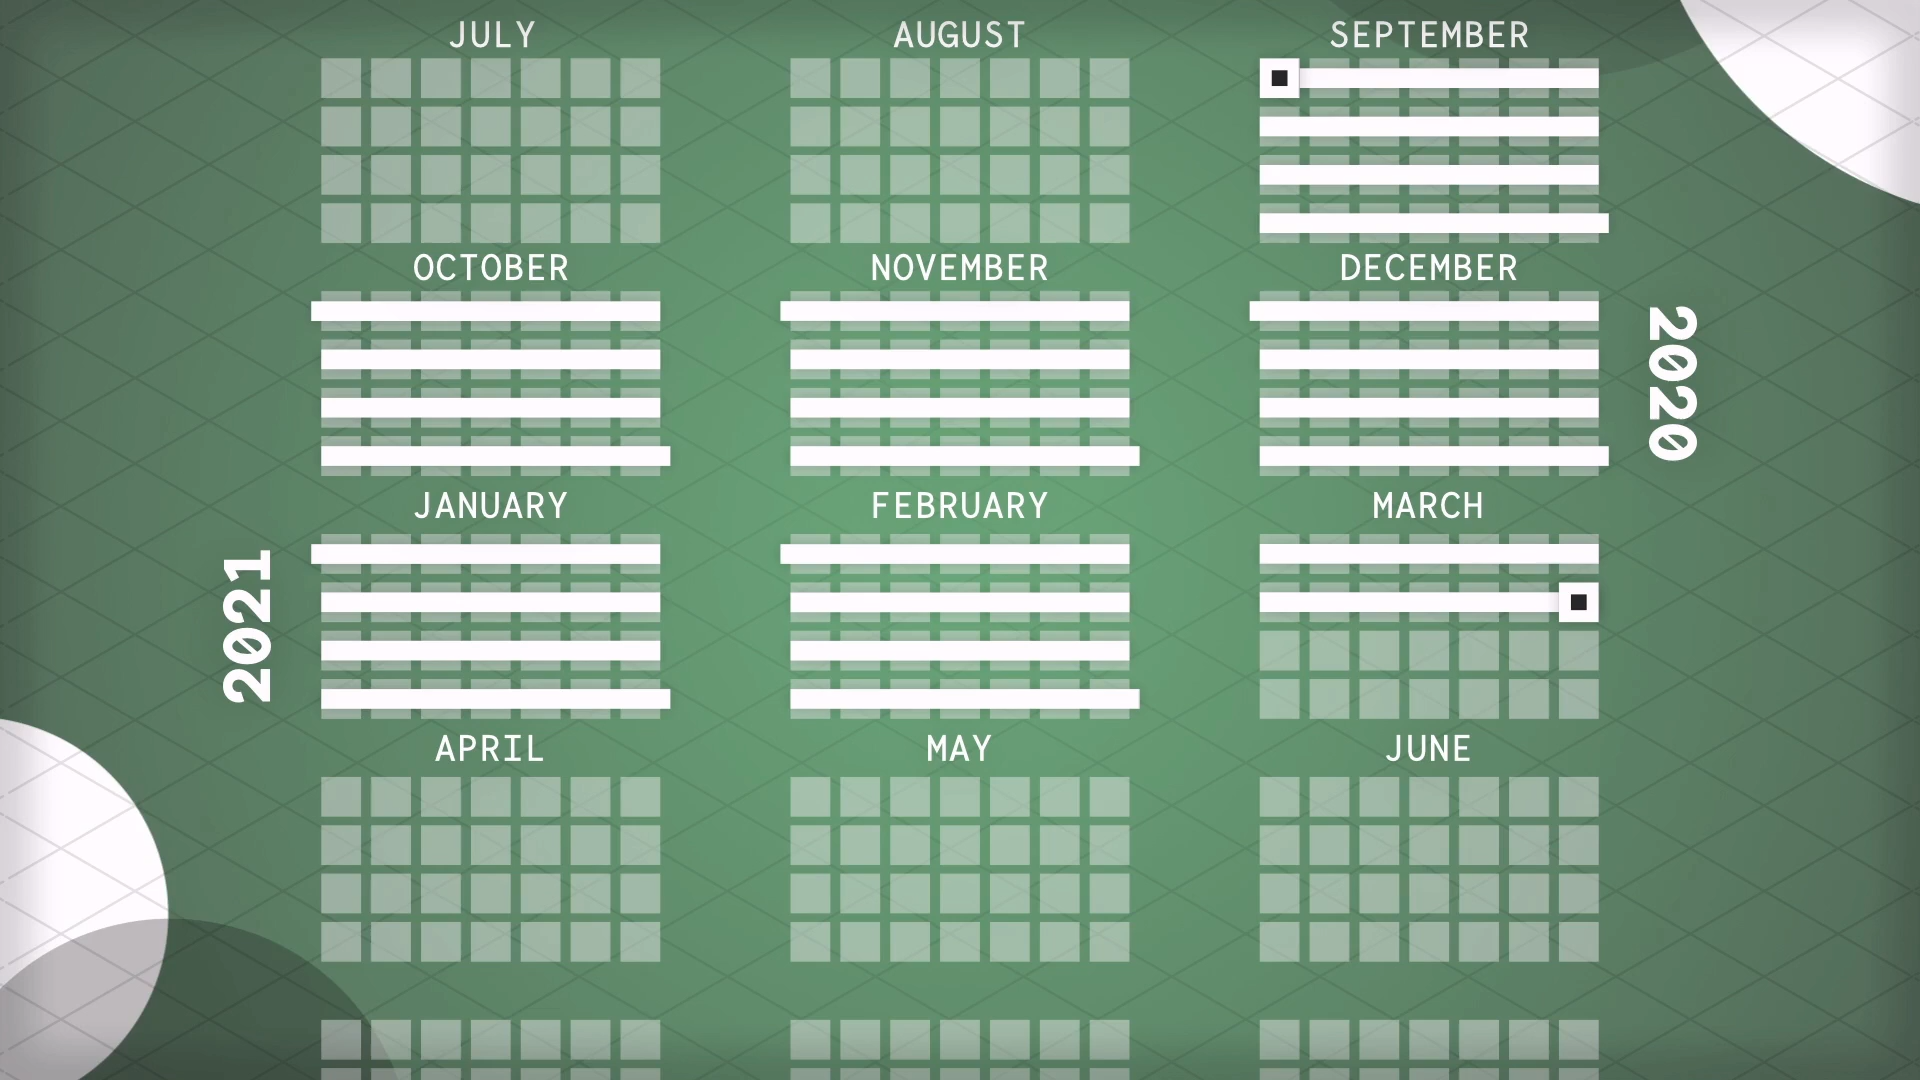 JULY AUGUST SEPTEMBER
OCTOBER NOVEMBER DECEMBER
2020
JANUARY FEBRUARY MARCH
2021
APRIL MAY JUNE